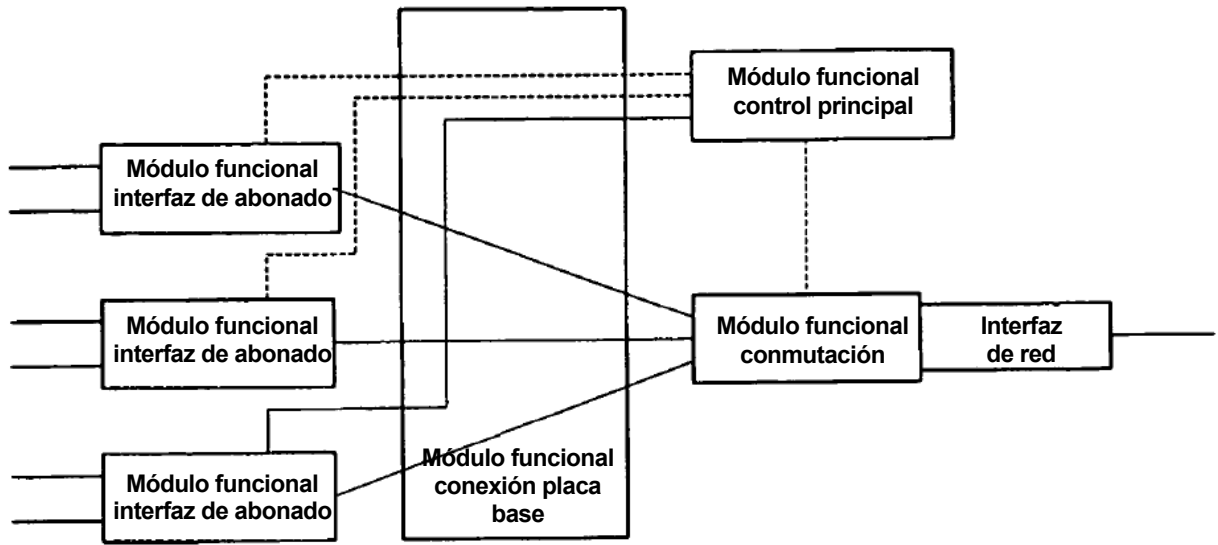 Módulo funcional
control principal
Módulo funcional
interfaz de abonado
Módulo funcional
interfaz de abonado
Módulo funcional
conmutación
Interfaz
de red
Módulo funcional
interfaz de abonado
Módulo funcional
conexión placa
base